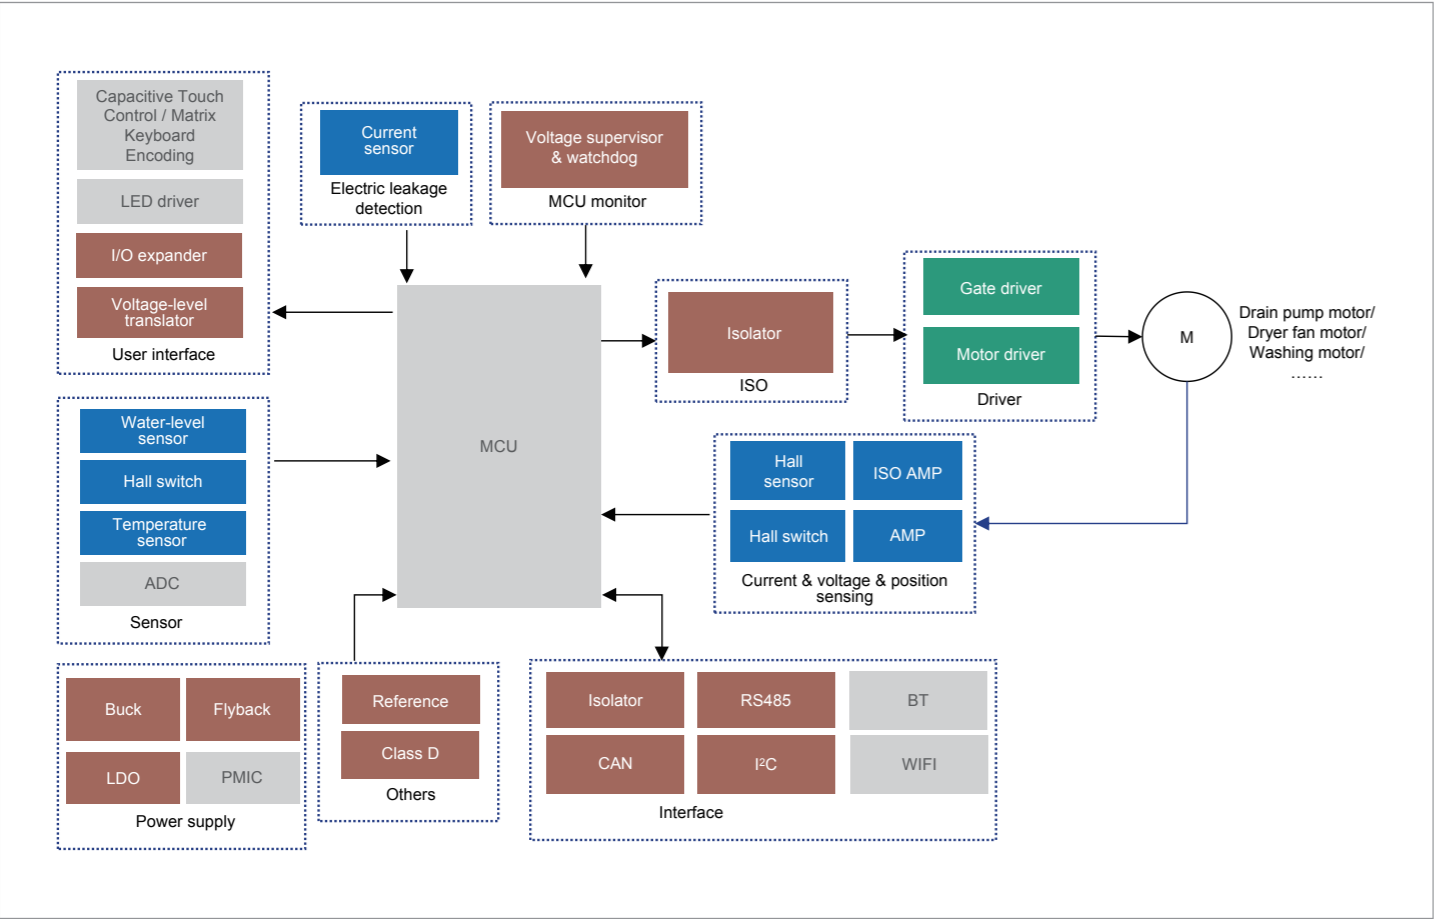 Capacitive Touch
Control / Matrix
Keyboard
Encoding
LED driver
I/O expander
Voltage-level
translator
User interface
Current
sensor
Electric leakage
detection
Voltage supervisor
& watchdog
MCU monitor
Water-level
sensor
Hall switch
Temperature
sensor
ADC
Sensor
MCU
Isolator
ISO
Gate driver
Motor driver
Driver
M
Drain pump motor/
Dryer fan motor/
Washing motor/
......
Hall
sensor
ISO AMP
Hall switch
AMP
Current & voltage & position
sensing
Buck
Flyback
LDO
PMIC
Power supply
Reference
Class D
Others
Isolator
RS485
BT
CAN
I²C
WIFI
Interface